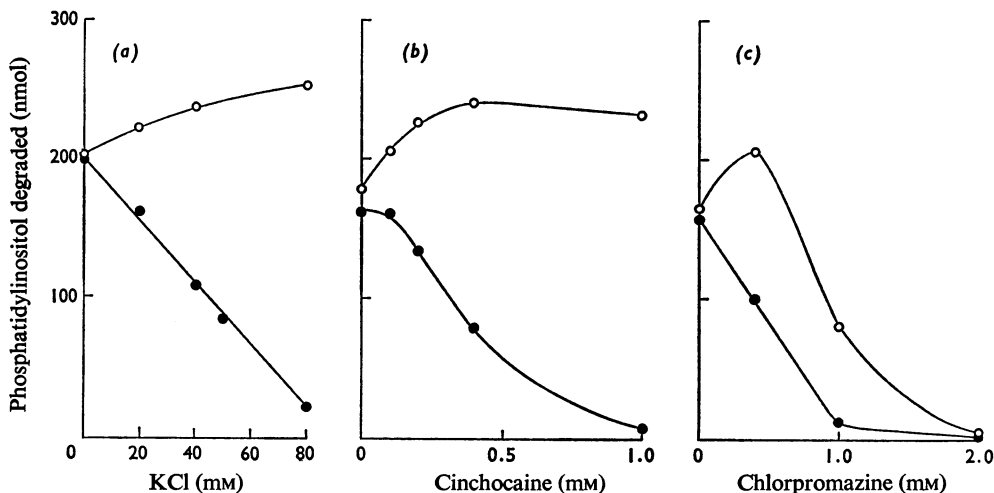 Phosphatidylinositol degraded (nmol)
300
200
100
0
(a)
20 40 60 80
KCl (mM)
(b)
0 0.5 1.0
Cinchocaine (mM)
(c)
0 1.0 2.0
Chlorpromazine (mM)